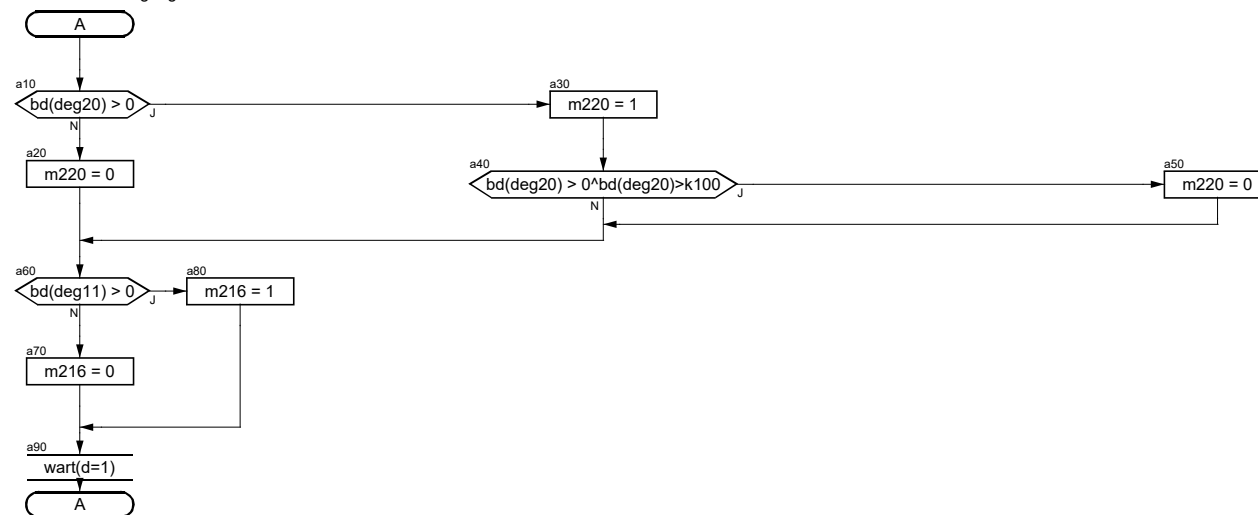 A
a10
bd(deg20) > 0
J
N
a30
m220 = 1
a20
m220 = 0
a40
bd(deg20) > 0^bd(deg20)>k100
J
N
a50
m220 = 0
a60
bd(deg11) > 0
J
N
a80
m216 = 1
a70
m216 = 0
a90
wart(d=1)
A